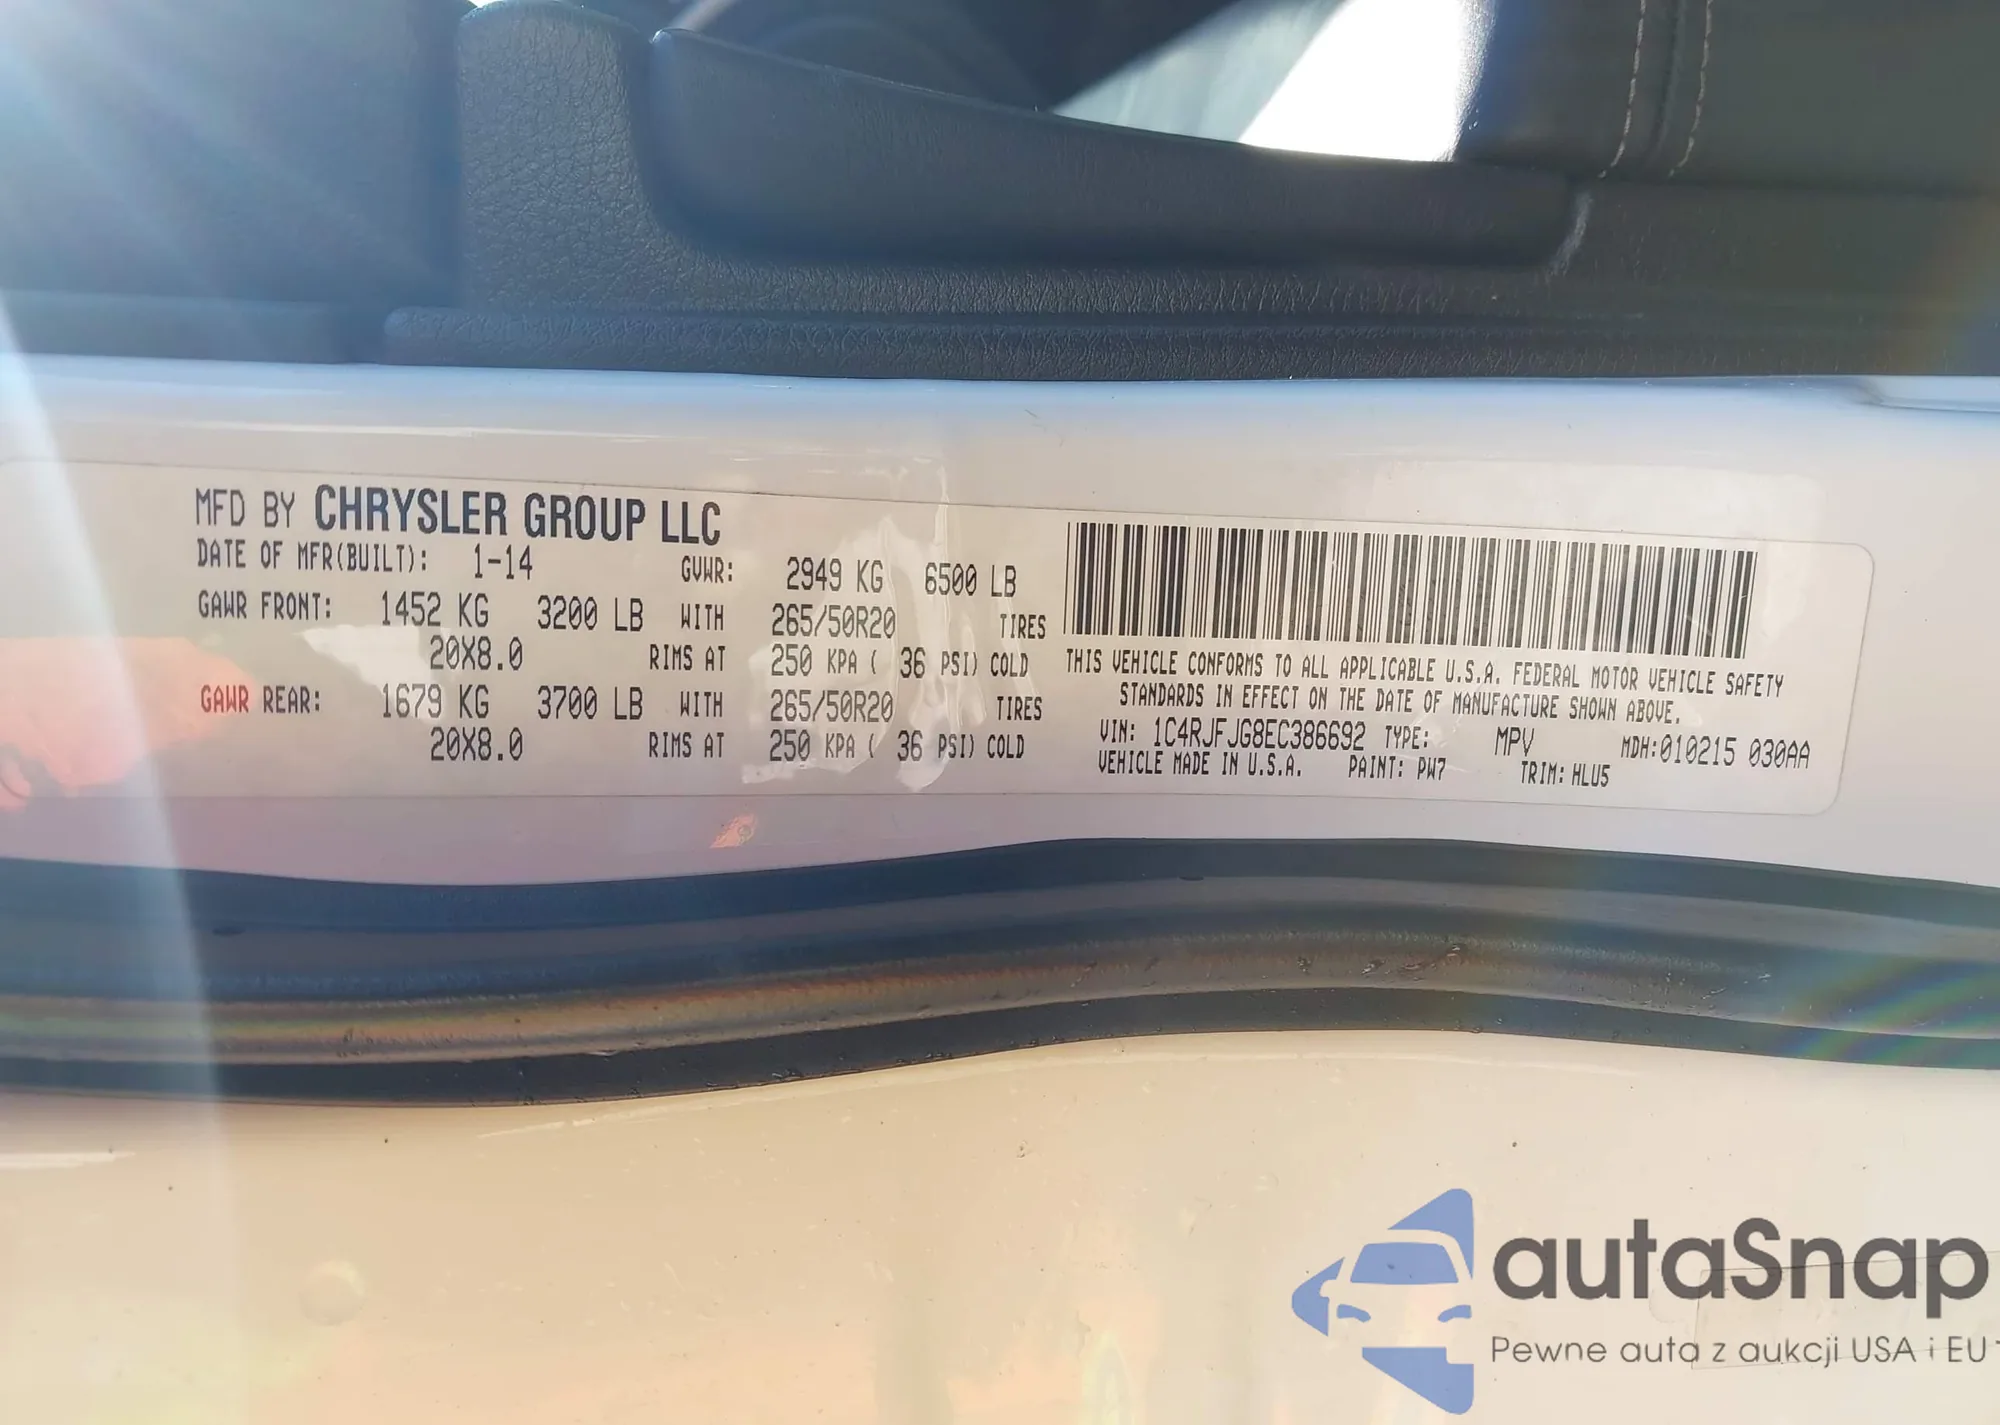 MFD BY CHRYSLER GROUP LLC
DATE OF MFR(BUILT): 1-14 GVWR: 2949 KG 6500 LB
GAWR FRONT: 1452 KG 3200 LB WITH 265/50R20 TIRES
20X8.0 RIMS AT 250 KPA ( 36 PSI) COLD
GAWR REAR: 1679 KG 3700 LB WITH 265/50R20 TIRES
20X8.0 RIMS AT 250 KPA ( 36 PSI) COLD
THIS VEHICLE CONFORMS TO ALL APPLICABLE U.S.A. FEDERAL MOTOR VEHICLE SAFETY
STANDARDS IN EFFECT ON THE DATE OF MANUFACTURE SHOWN ABOVE.
VIN: 1C4RJFJG8EC386692 TYPE: MPV MDH:010215 030AA
VEHICLE MADE IN U.S.A. PAINT: PW7 TRIM: HLU5
autaSnap
Pewne auta z aukcji USA i EU